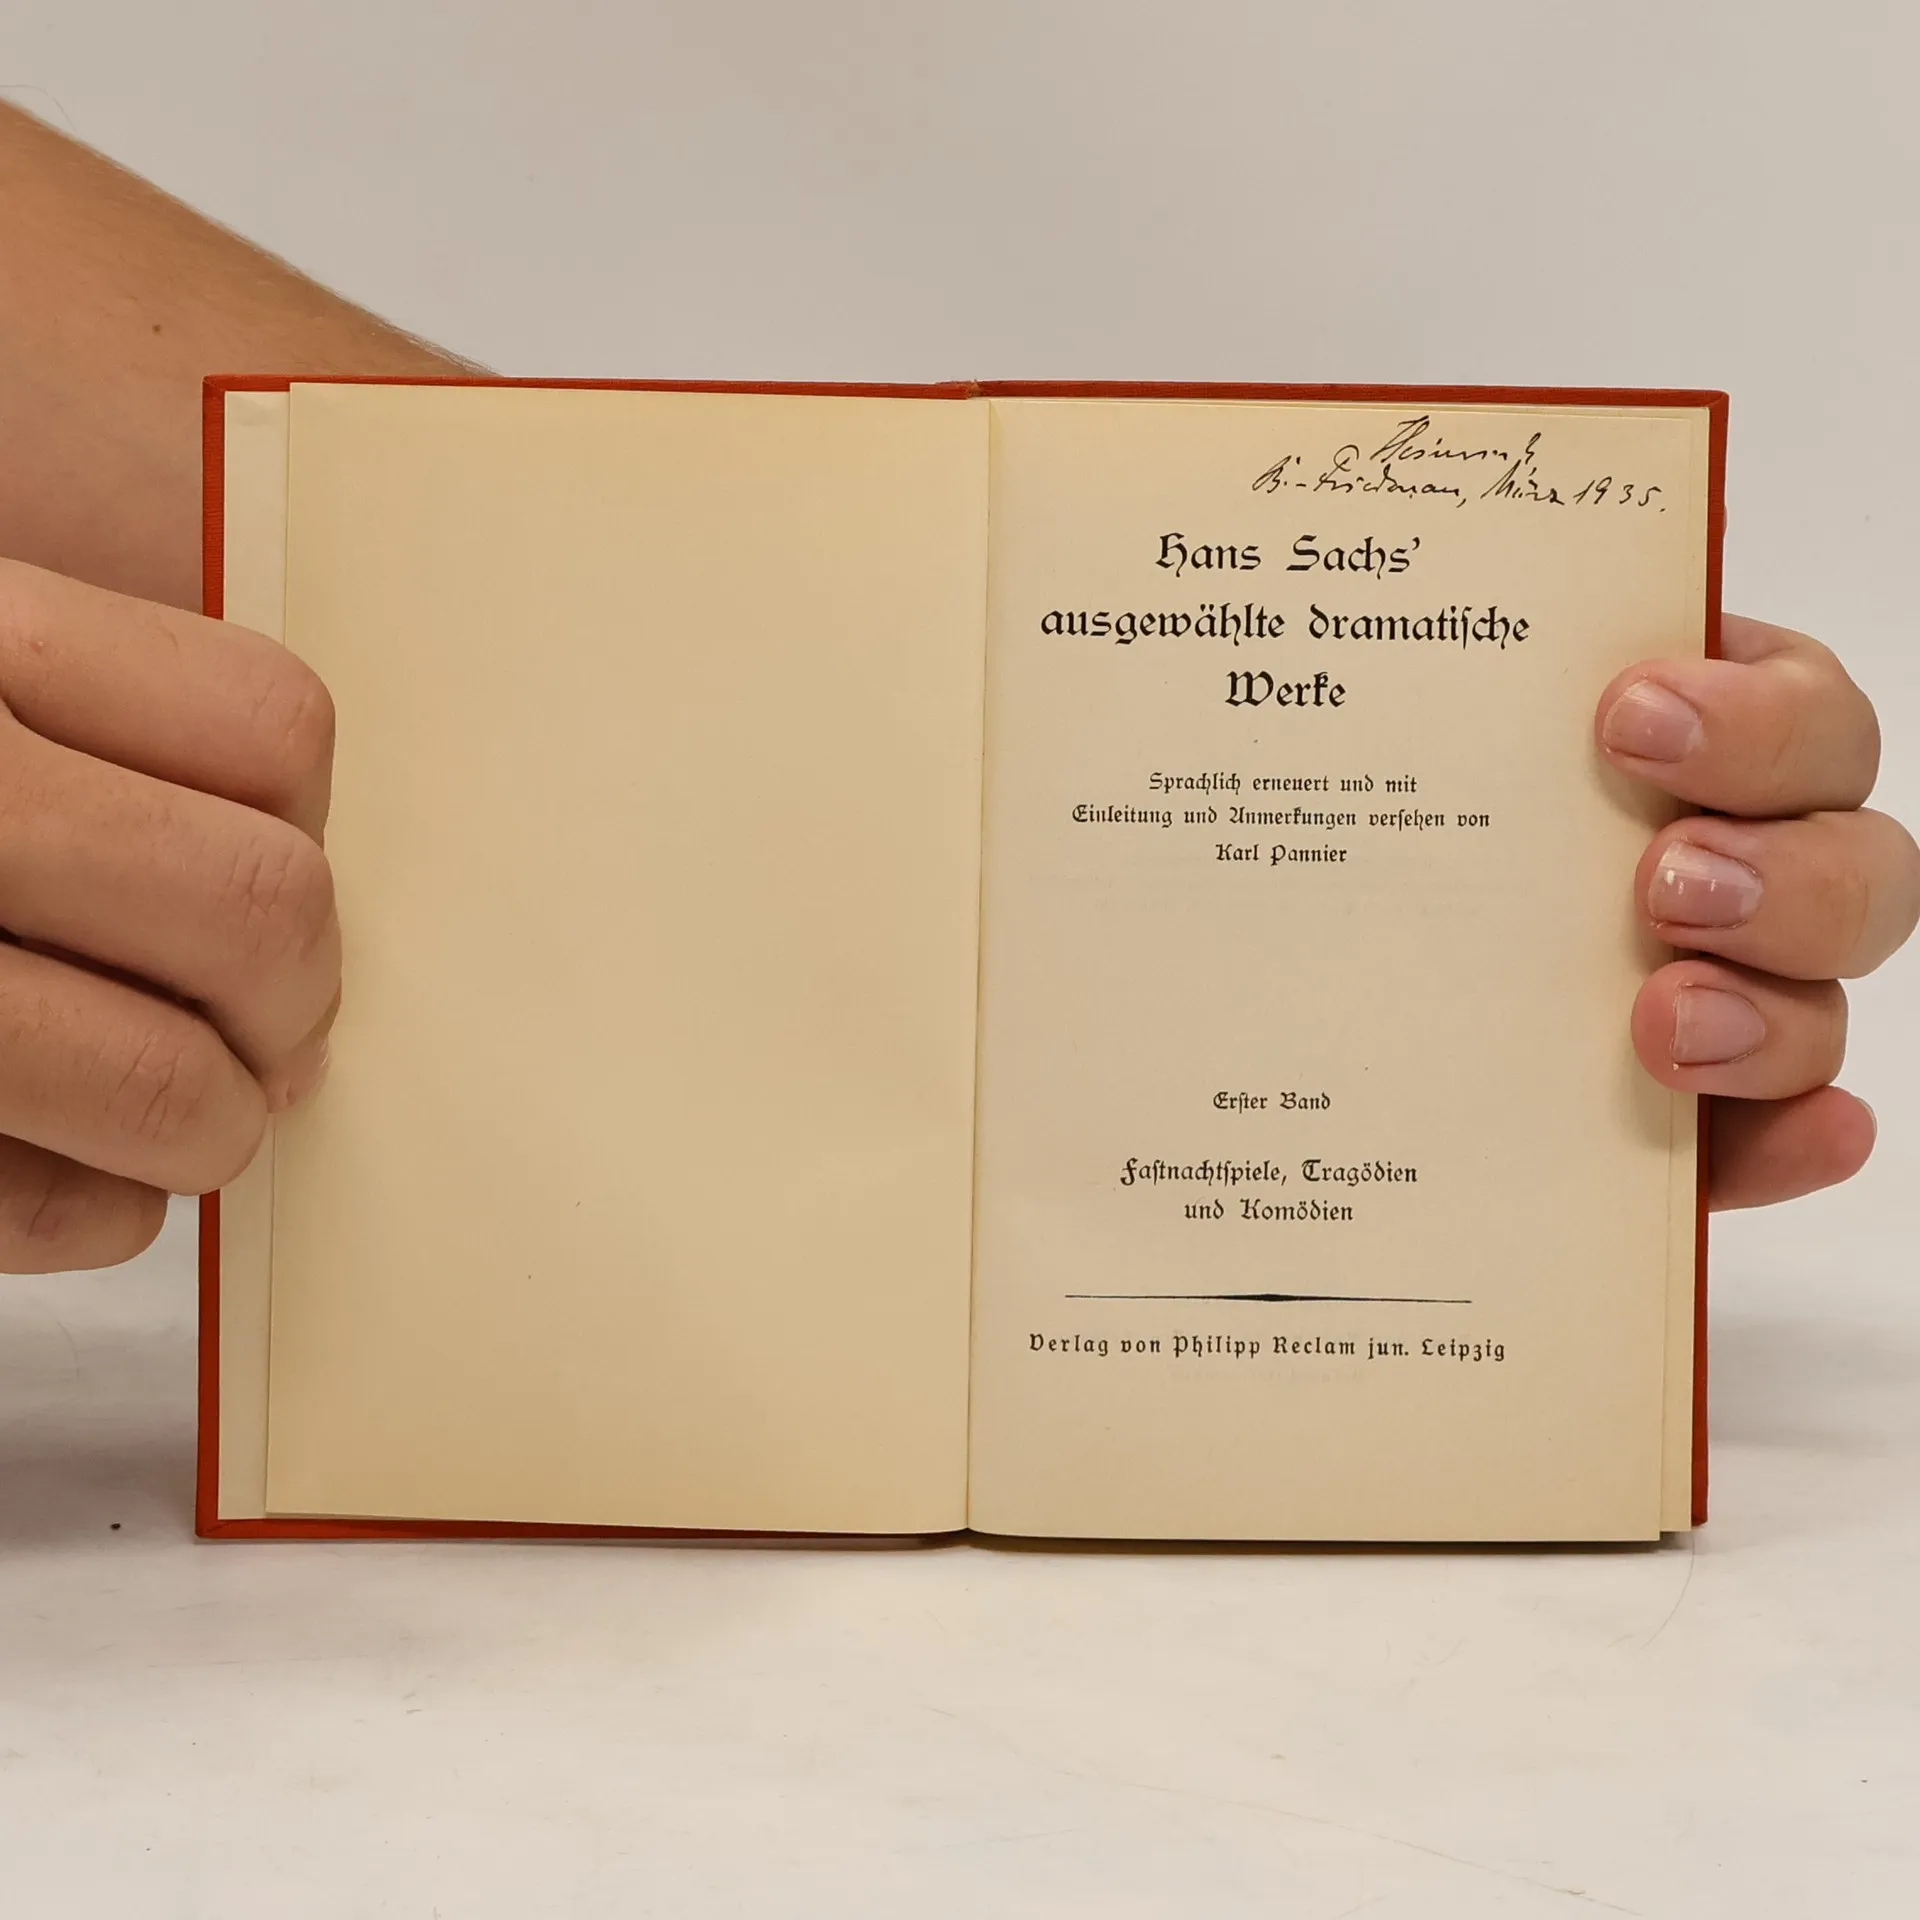 Heinrich
B.-Friedenau, März 1935.
Hans Sachs'
ausgewählte dramatiſche
Werke
Sprachlich erneuert und mit
Einleitung und Anmerkungen verſehen von
Karl Pannier
Erſter Band
Faſtnachtſpiele, Tragödien
und Komödien
Verlag von Philipp Reclam jun. Leipzig